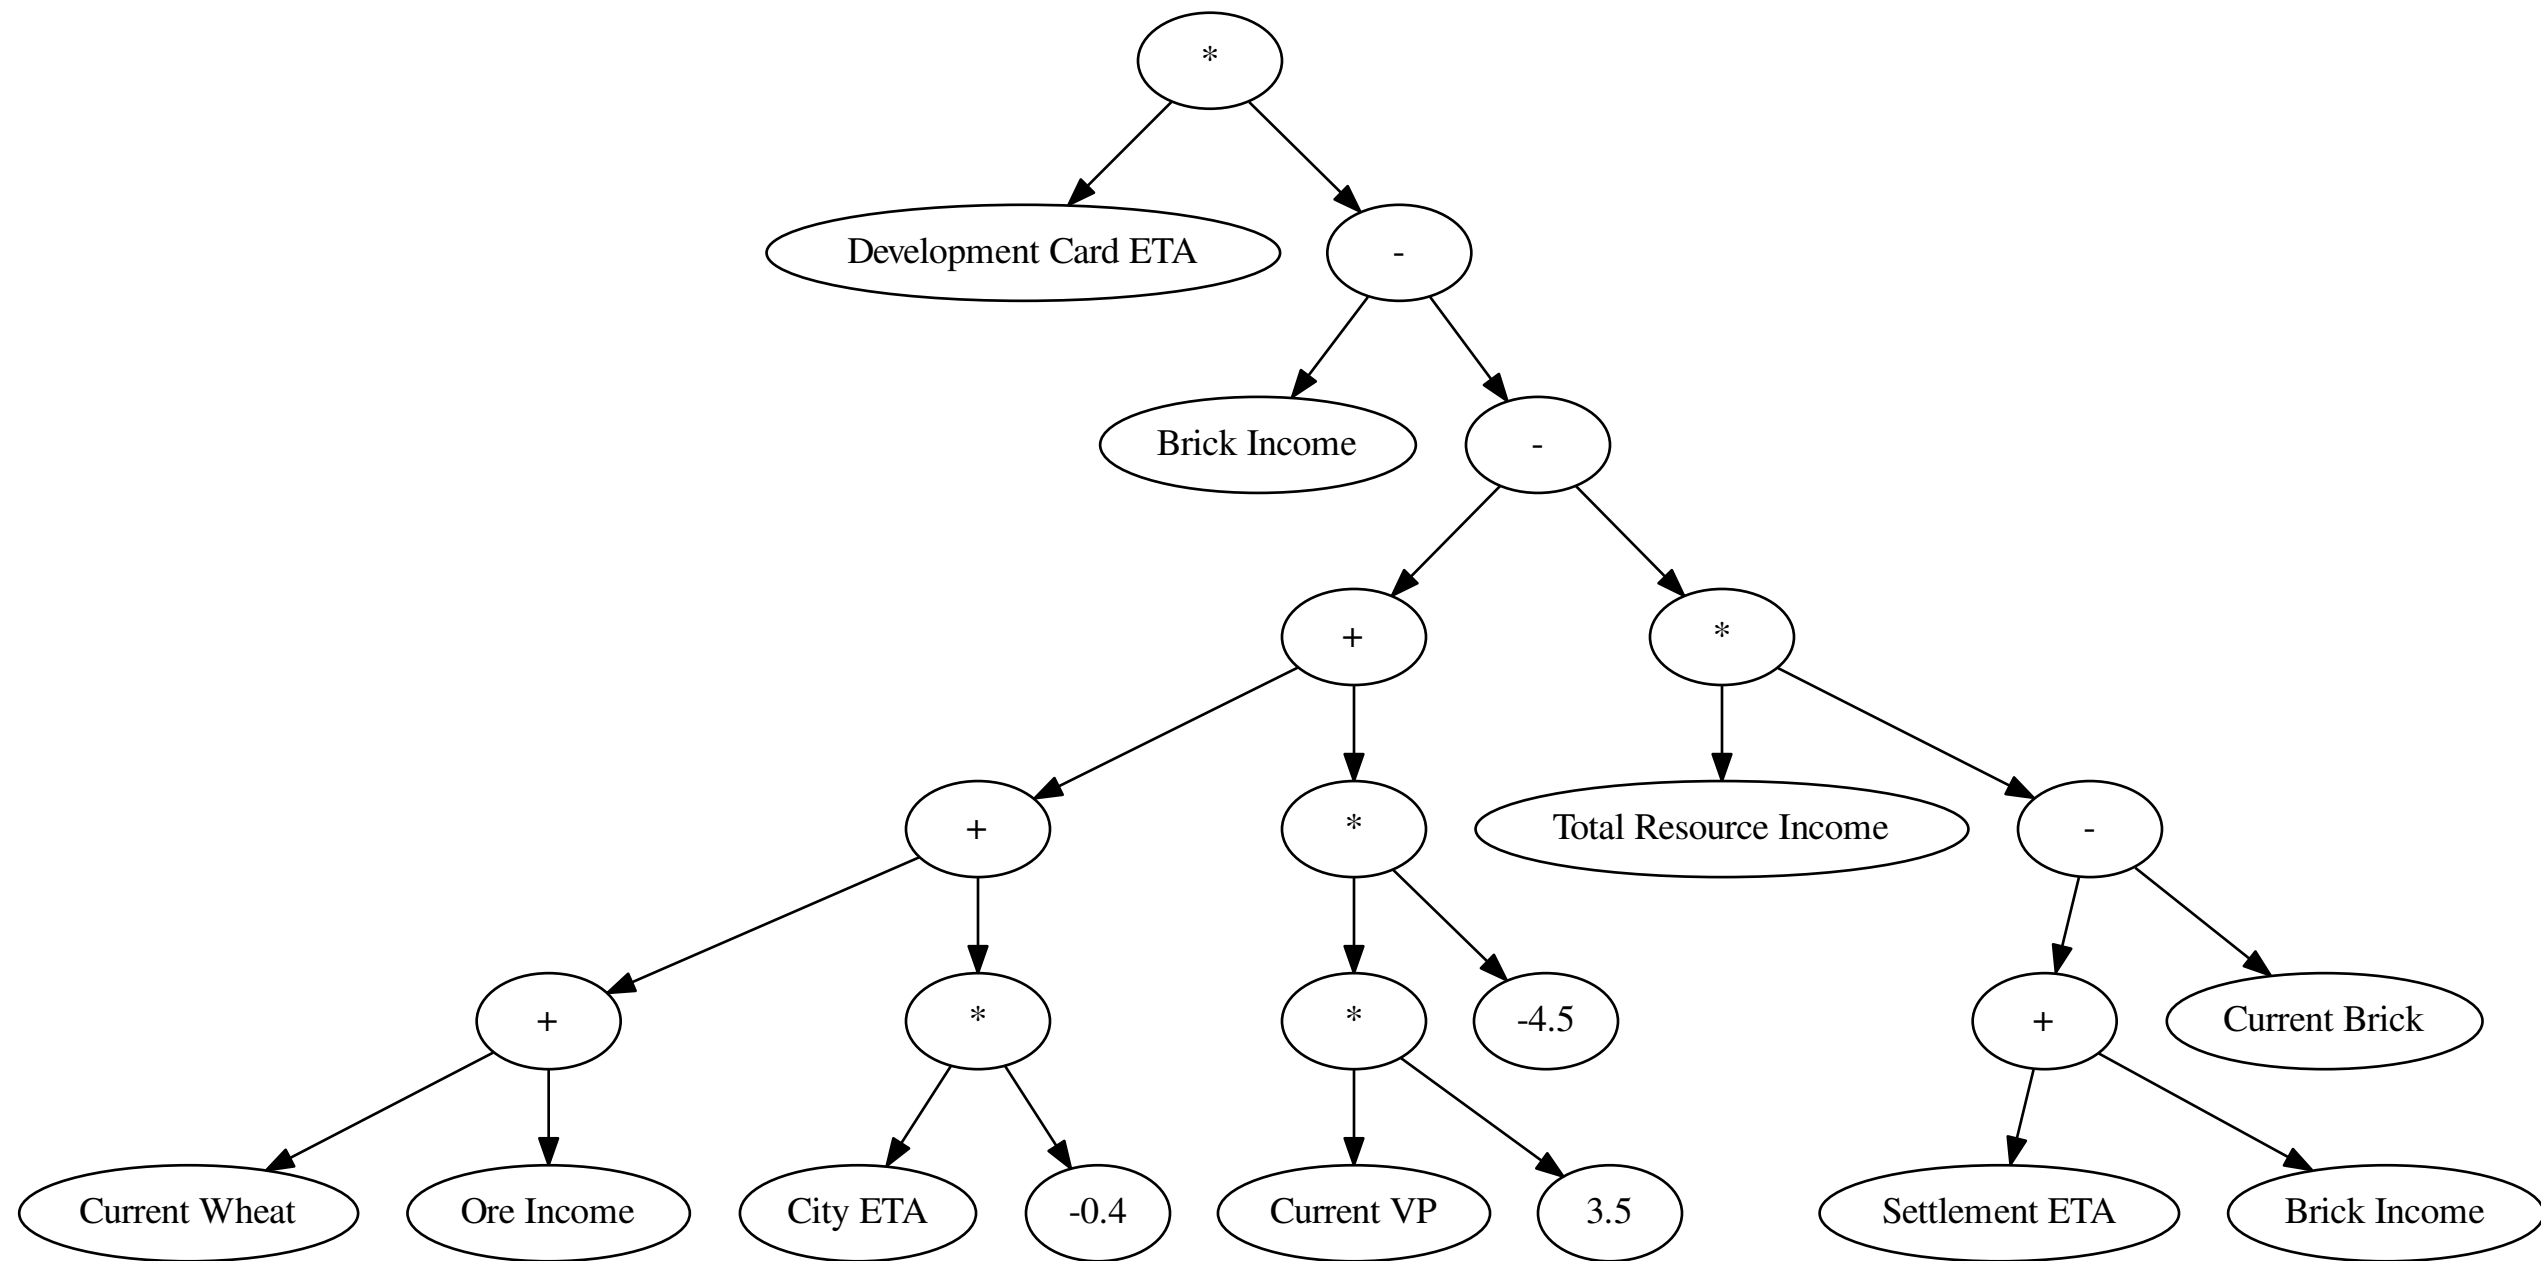 *
Development Card ETA
-
Brick Income
-
+
*
+
*
Total Resource Income
-
+
*
*
-4.5
+
Current Brick
Current Wheat
Ore Income
City ETA
-0.4
Current VP
3.5
Settlement ETA
Brick Income